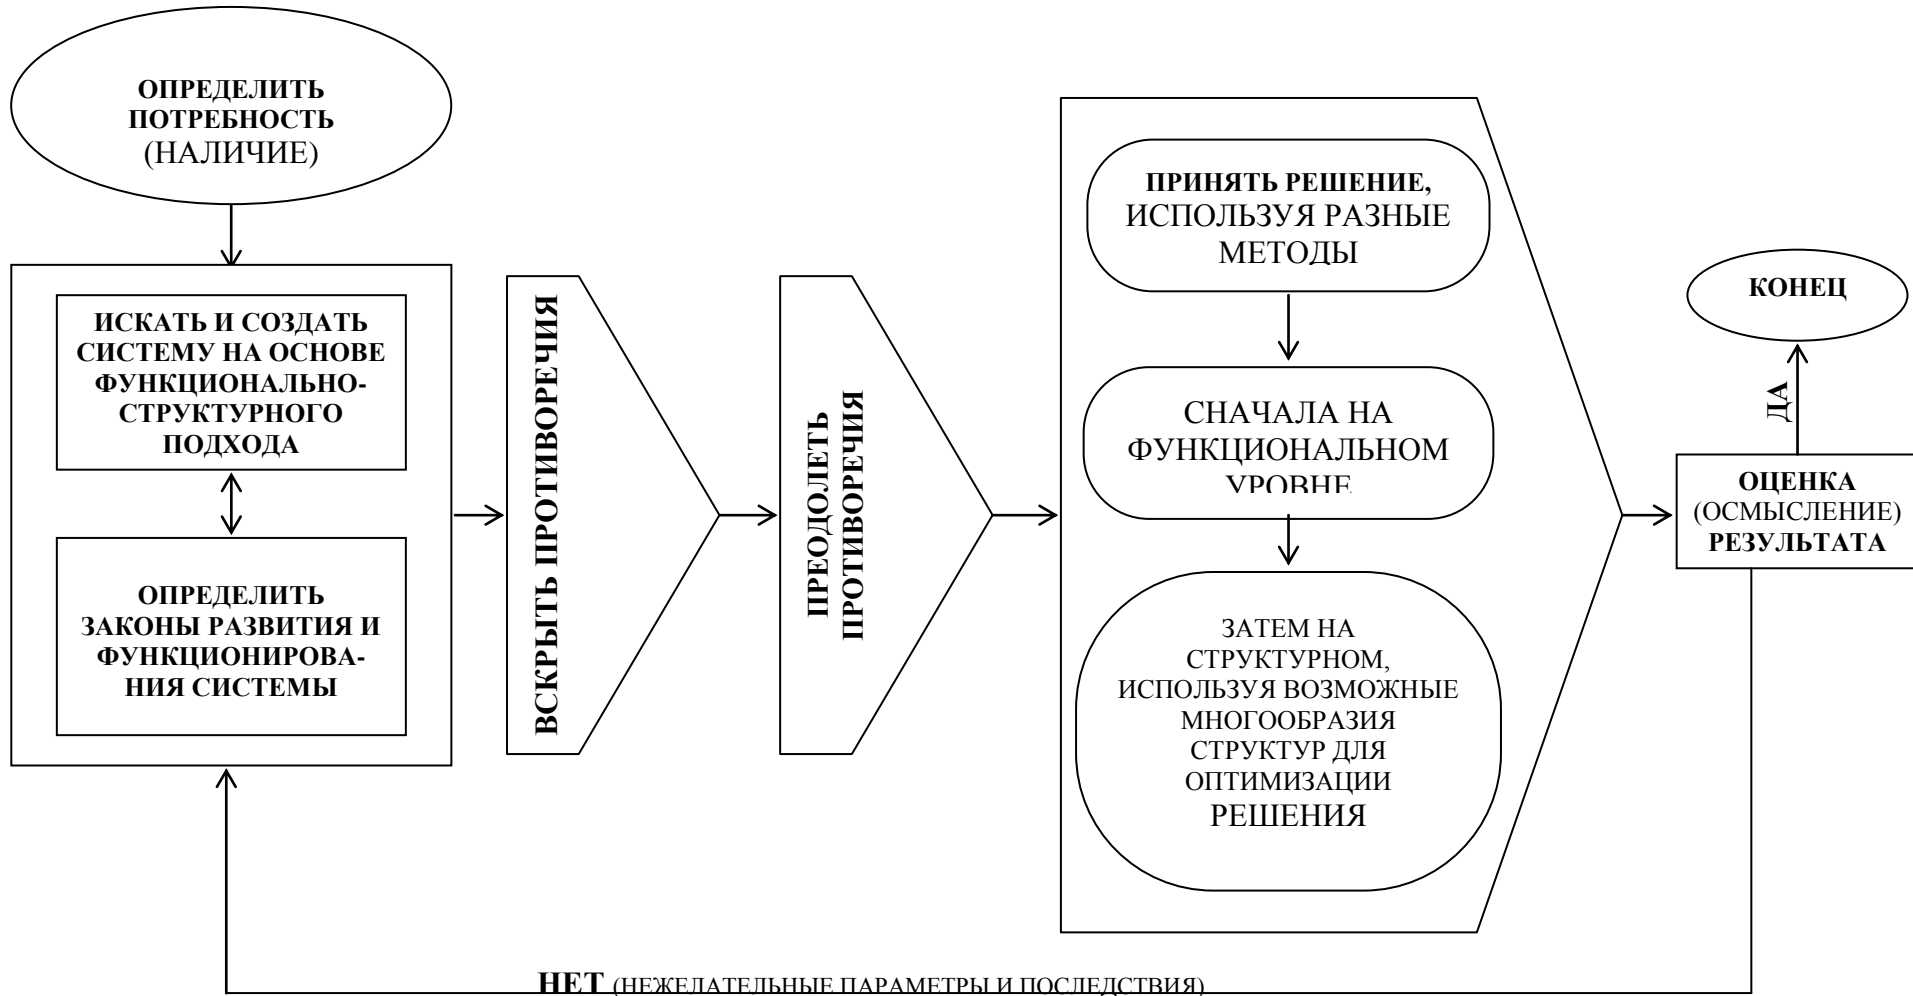 ОПРЕДЕЛИТЬ
ПОТРЕБНОСТЬ
(НАЛИЧИЕ)
ИСКАТЬ И СОЗДАТЬ
СИСТЕМУ НА ОСНОВЕ
ФУНКЦИОНАЛЬНО-
СТРУКТУРНОГО
ПОДХОДА
ОПРЕДЕЛИТЬ
ЗАКОНЫ РАЗВИТИЯ И
ФУНКЦИОНИРОВА-
НИЯ СИСТЕМЫ
ВСКРЫТЬ ПРОТИВОРЕЧИЯ
ПРЕОДОЛЕТЬ
ПРОТИВОРЕЧИЯ
ПРИНЯТЬ РЕШЕНИЕ,
ИСПОЛЬЗУЯ РАЗНЫЕ
МЕТОДЫ
СНАЧАЛА НА
ФУНКЦИОНАЛЬНОМ
УРОВНЕ
ЗАТЕМ НА
СТРУКТУРНОМ,
ИСПОЛЬЗУЯ ВОЗМОЖНЫЕ
МНОГООБРАЗИЯ
СТРУКТУР ДЛЯ
ОПТИМИЗАЦИИ
РЕШЕНИЯ
ОЦЕНКА
(ОСМЫСЛЕНИЕ)
РЕЗУЛЬТАТА
ДА
КОНЕЦ
НЕТ (НЕЖЕЛАТЕЛЬНЫЕ ПАРАМЕТРЫ И ПОСЛЕДСТВИЯ)